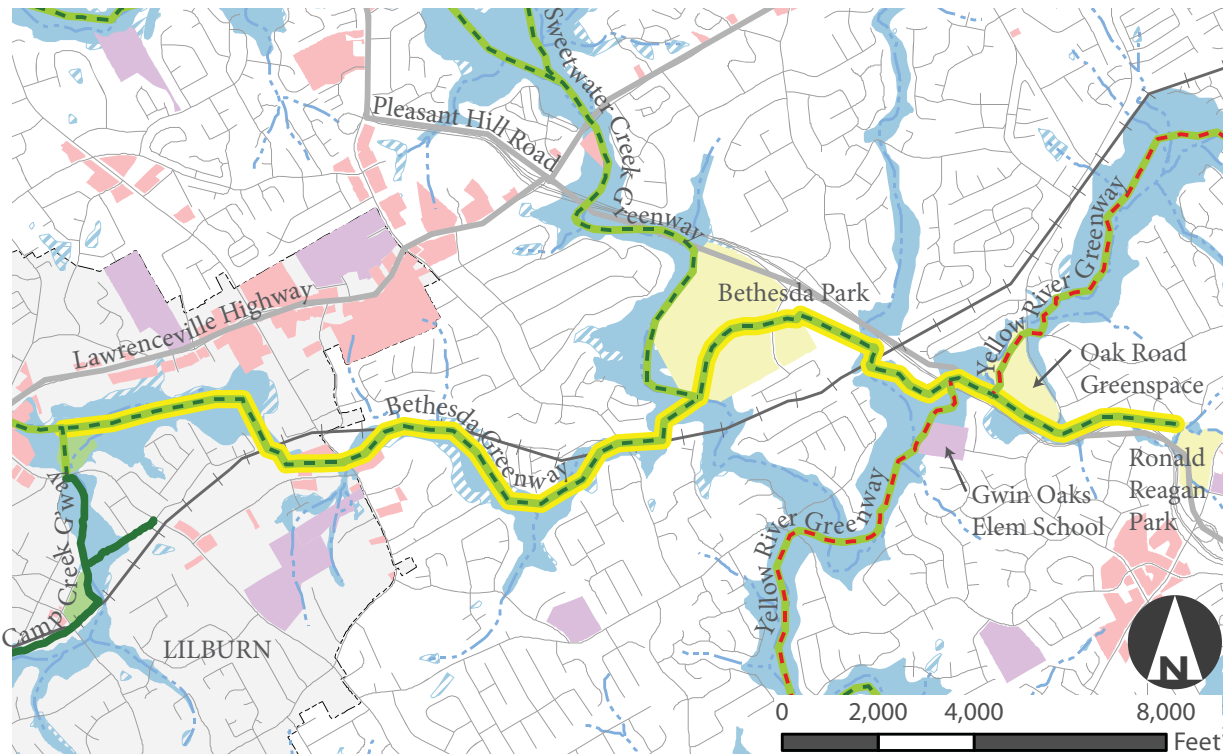 Sweetwater Creek Greenway
Pleasant Hill Road
Lawrenceville Highway
Bethesda Park
Yellow River Greenway
Oak Road
Greenspace
Bethesda Greenway
Ronald
Reagan
Park
Gwin Oaks
Elem School
Yellow River Greenway
Camp Creek G'way
LILBURN
N
0 2,000 4,000 8,000
Feet